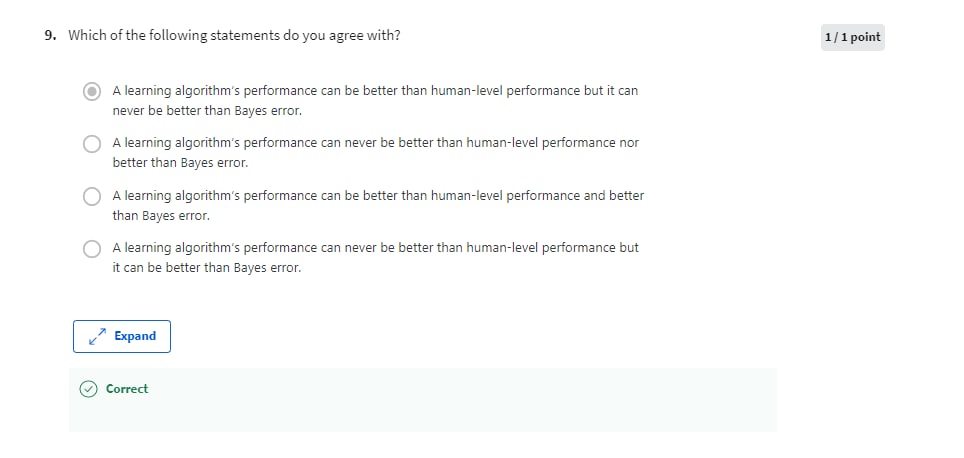 9. Which of the following statements do you agree with?
1 / 1 point
A learning algorithm's performance can be better than human-level performance but it can
never be better than Bayes error.
A learning algorithm's performance can never be better than human-level performance nor
better than Bayes error.
A learning algorithm's performance can be better than human-level performance and better
than Bayes error.
A learning algorithm's performance can never be better than human-level performance but
it can be better than Bayes error.
Expand
Correct